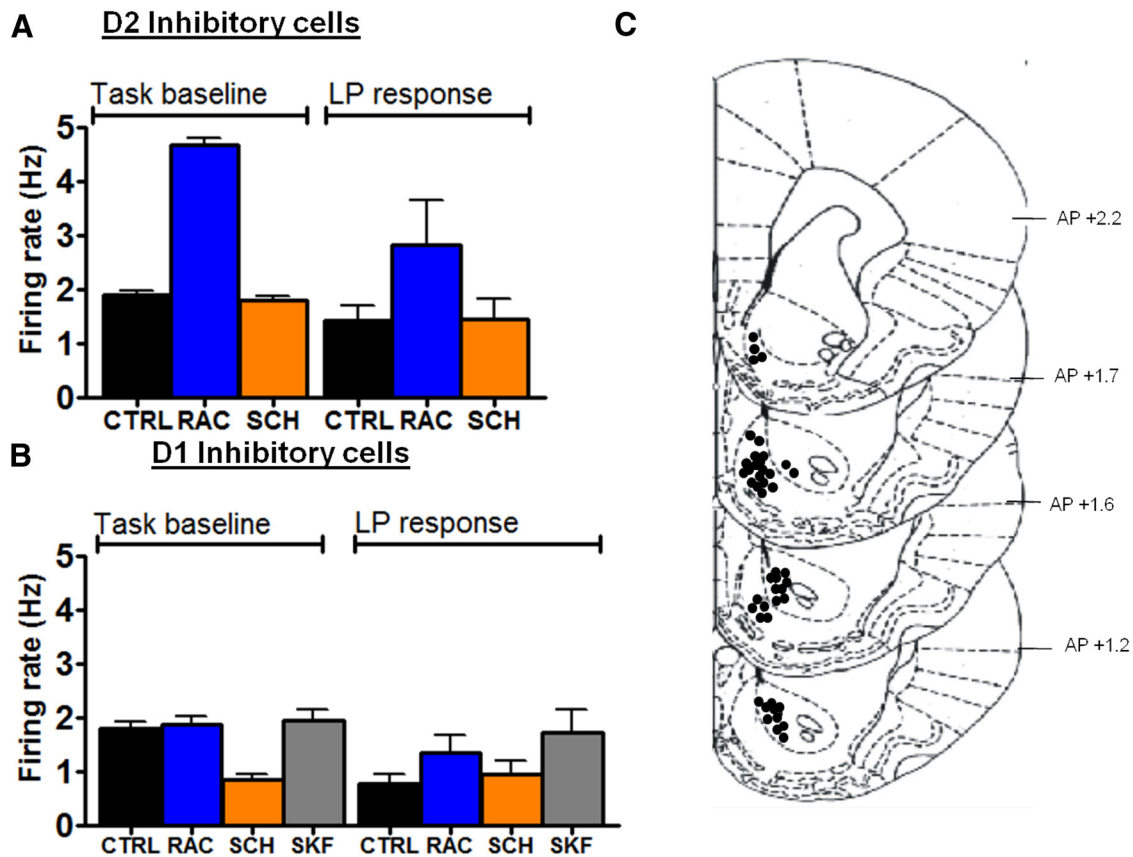 A
D2 Inhibitory cells
Task baseline LP response
Firing rate (Hz)
5
4
3
2
1
0
CTRL RAC SCH CTRL RAC SCH
B
D1 Inhibitory cells
Task baseline LP response
Firing rate (Hz)
5
4
3
2
1
0
CTRL RAC SCH SKF CTRL RAC SCH SKF
C
AP +2.2
AP +1.7
AP +1.6
AP +1.2